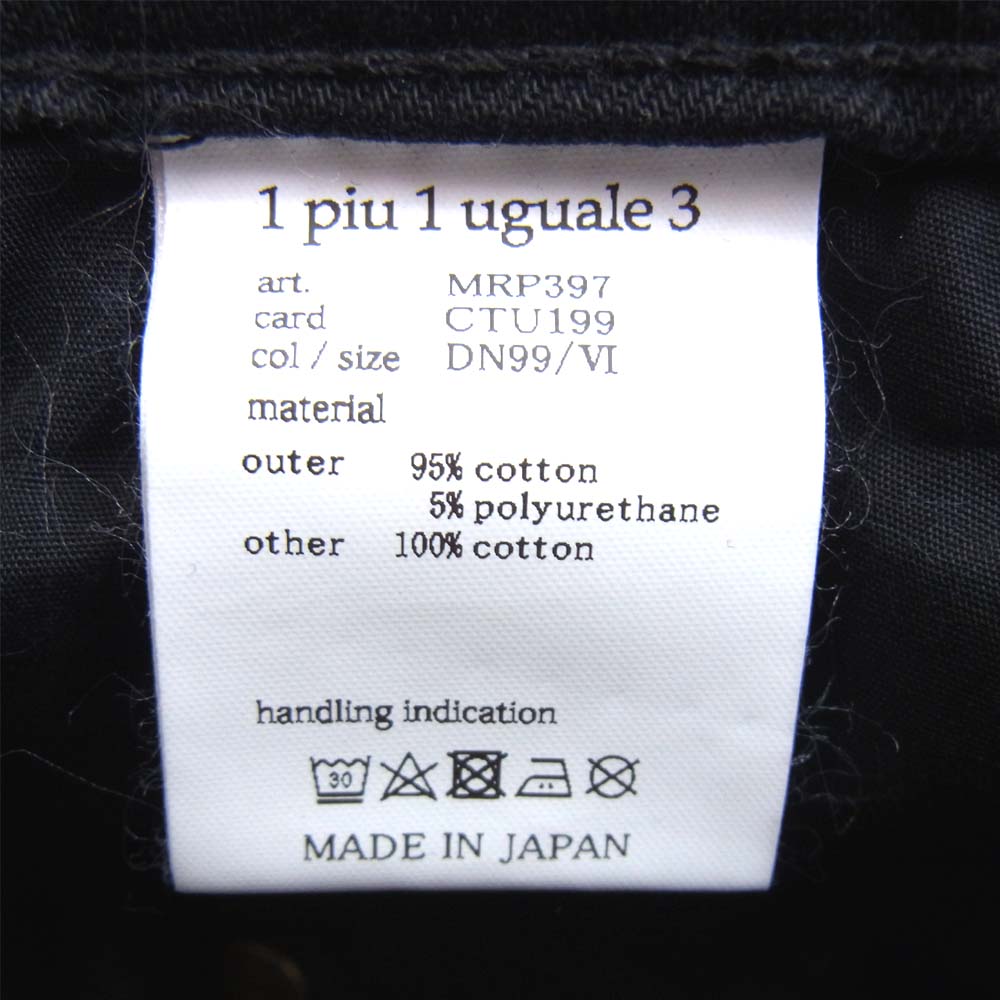 1 piu 1 uguale 3
art. MRP397
card CTU199
col / size DN99/VI
material
outer 95% cotton
5% polyurethane
other 100% cotton
handling indication
30
MADE IN JAPAN